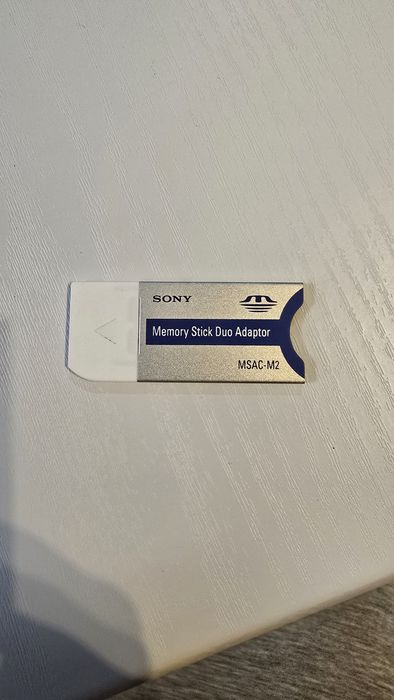 SONY
Memory Stick Duo Adaptor
MSAC-M2